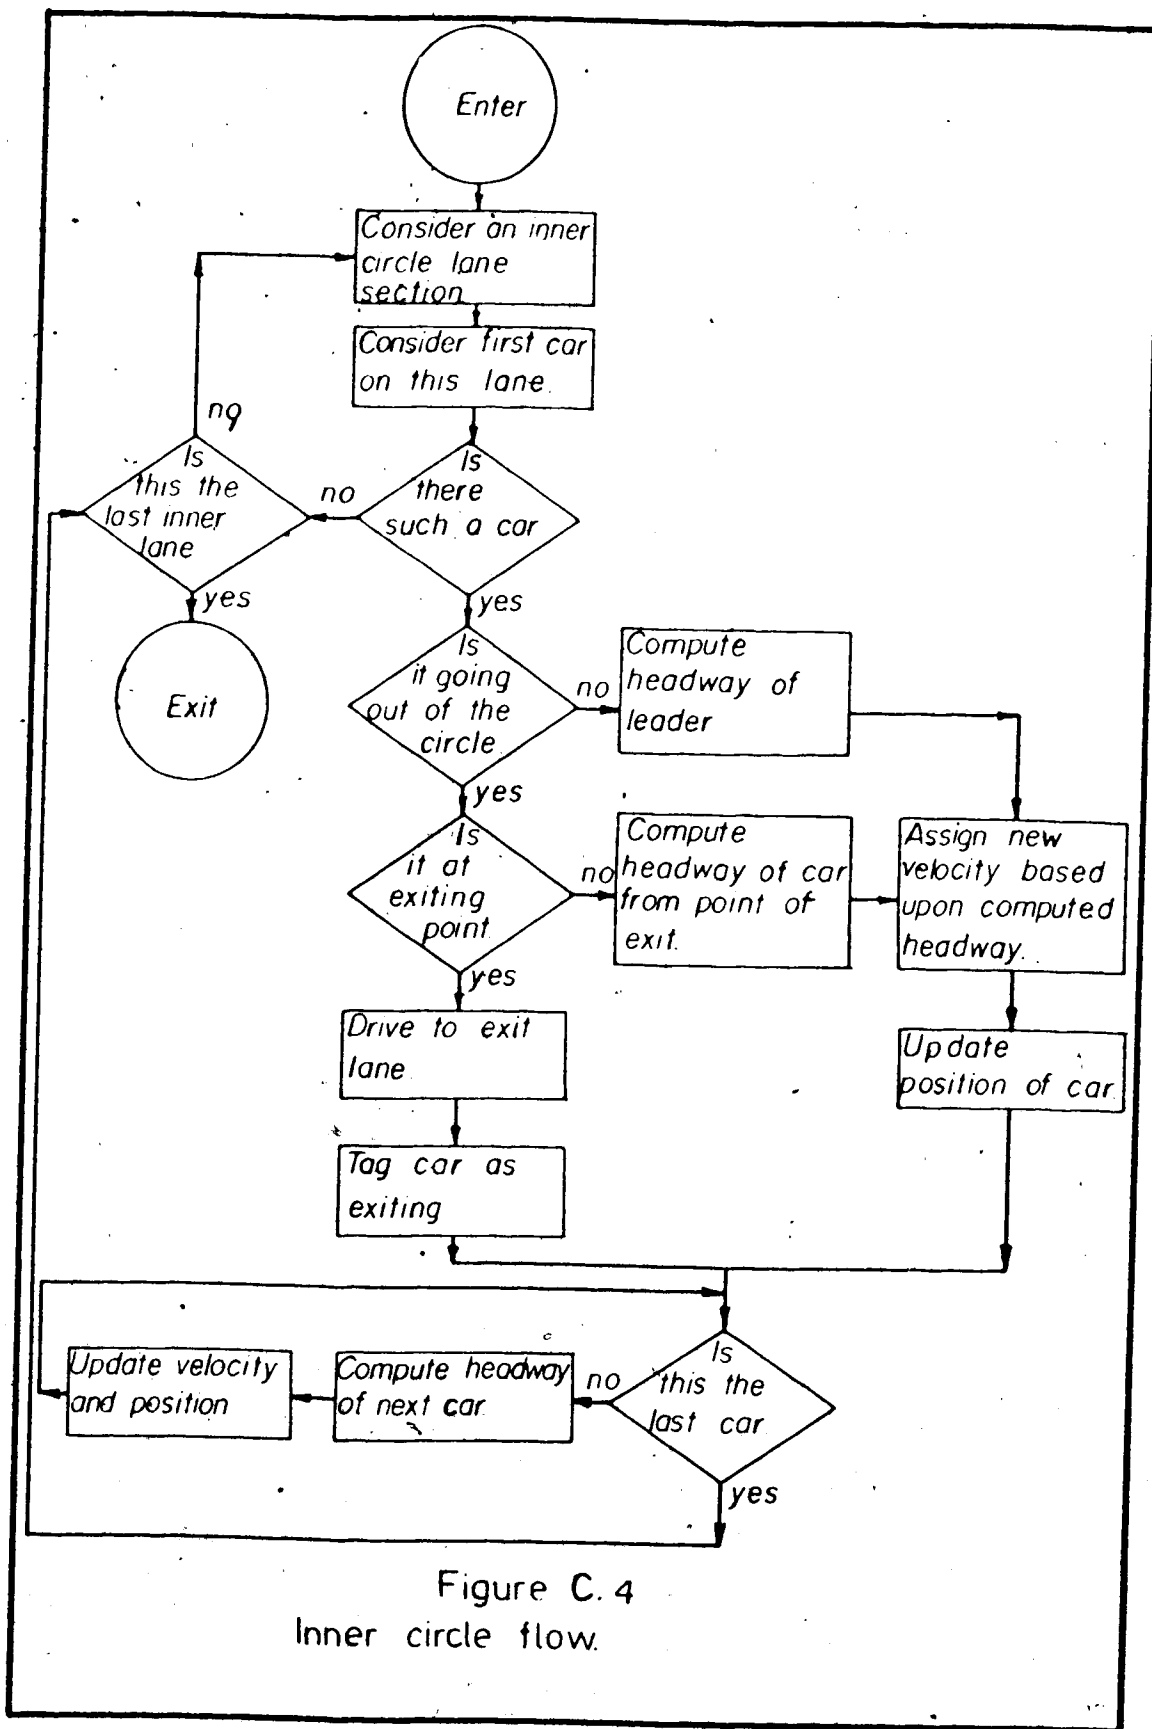 Enter
Consider an inner
circle lane
section
Consider first car
on this lane.
no
Is
this the
last inner
lane
no
Is
there
such a car
yes
yes
Exit
Is
it going
out of the
circle
no
Compute
headway of
leader
yes
Is
it at
exiting
point
no
Compute
headway of car
from point of
exit.
Assign new
velocity based
upon computed
headway.
yes
Drive to exit
lane
Update
position of car
Tag car as
exiting
Update velocity
and position
Compute headway
of next car
no
Is
this the
last car
yes
Figure C. 4
Inner circle flow.